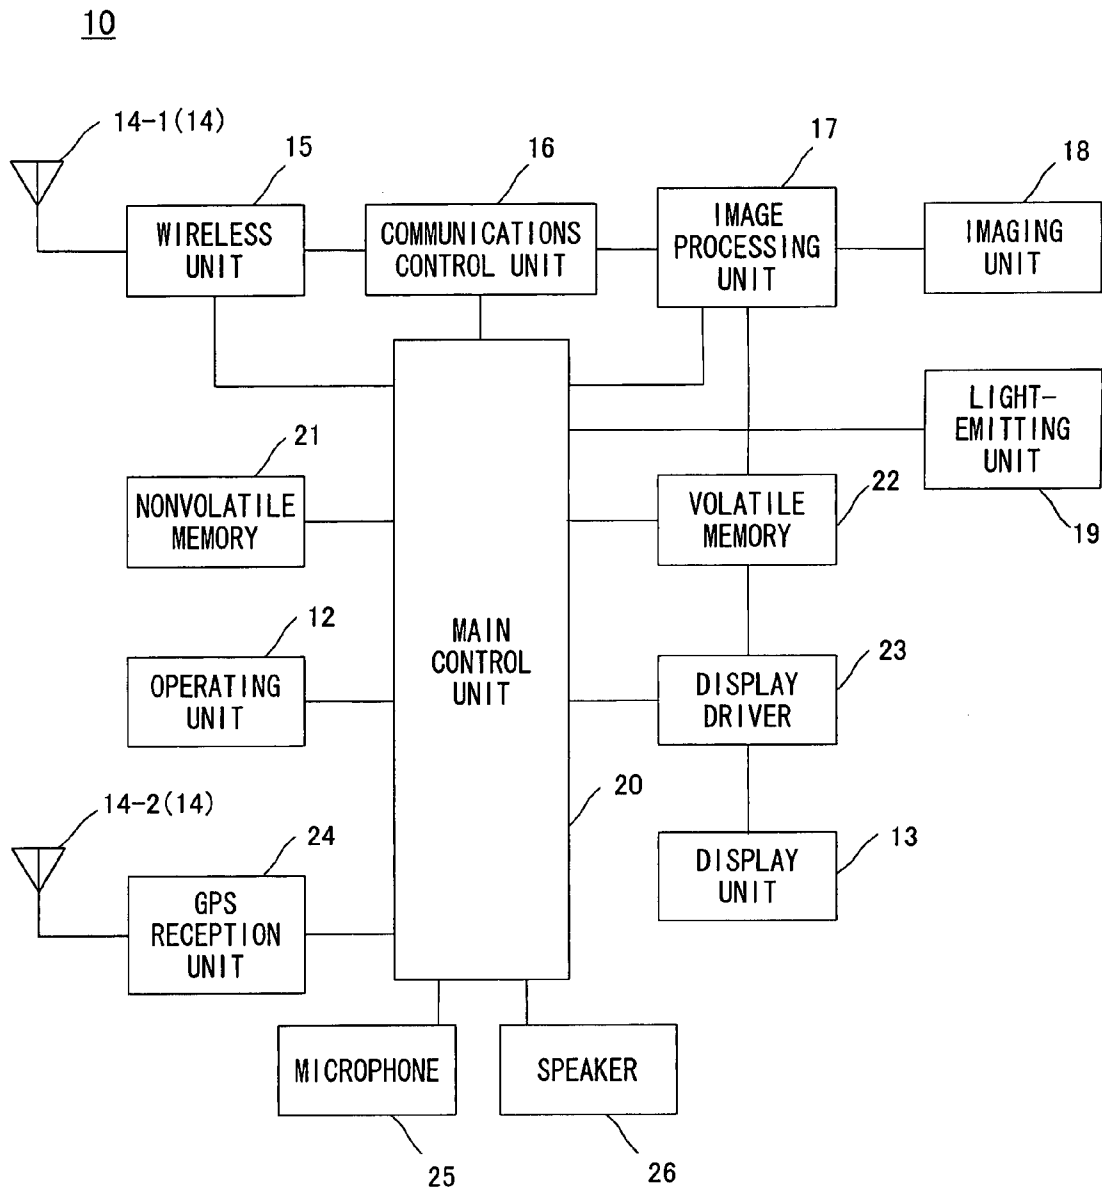 10
14-1(14)
15
16
17
18
WIRELESS
UNIT
COMMUNICATIONS
CONTROL UNIT
IMAGE
PROCESSING
UNIT
IMAGING
UNIT
LIGHT-
EMITTING
UNIT
19
21
NONVOLATILE
MEMORY
22
VOLATILE
MEMORY
12
OPERATING
UNIT
MAIN
CONTROL
UNIT
23
DISPLAY
DRIVER
20
14-2(14)
24
GPS
RECEPTION
UNIT
13
DISPLAY
UNIT
MICROPHONE
SPEAKER
25
26